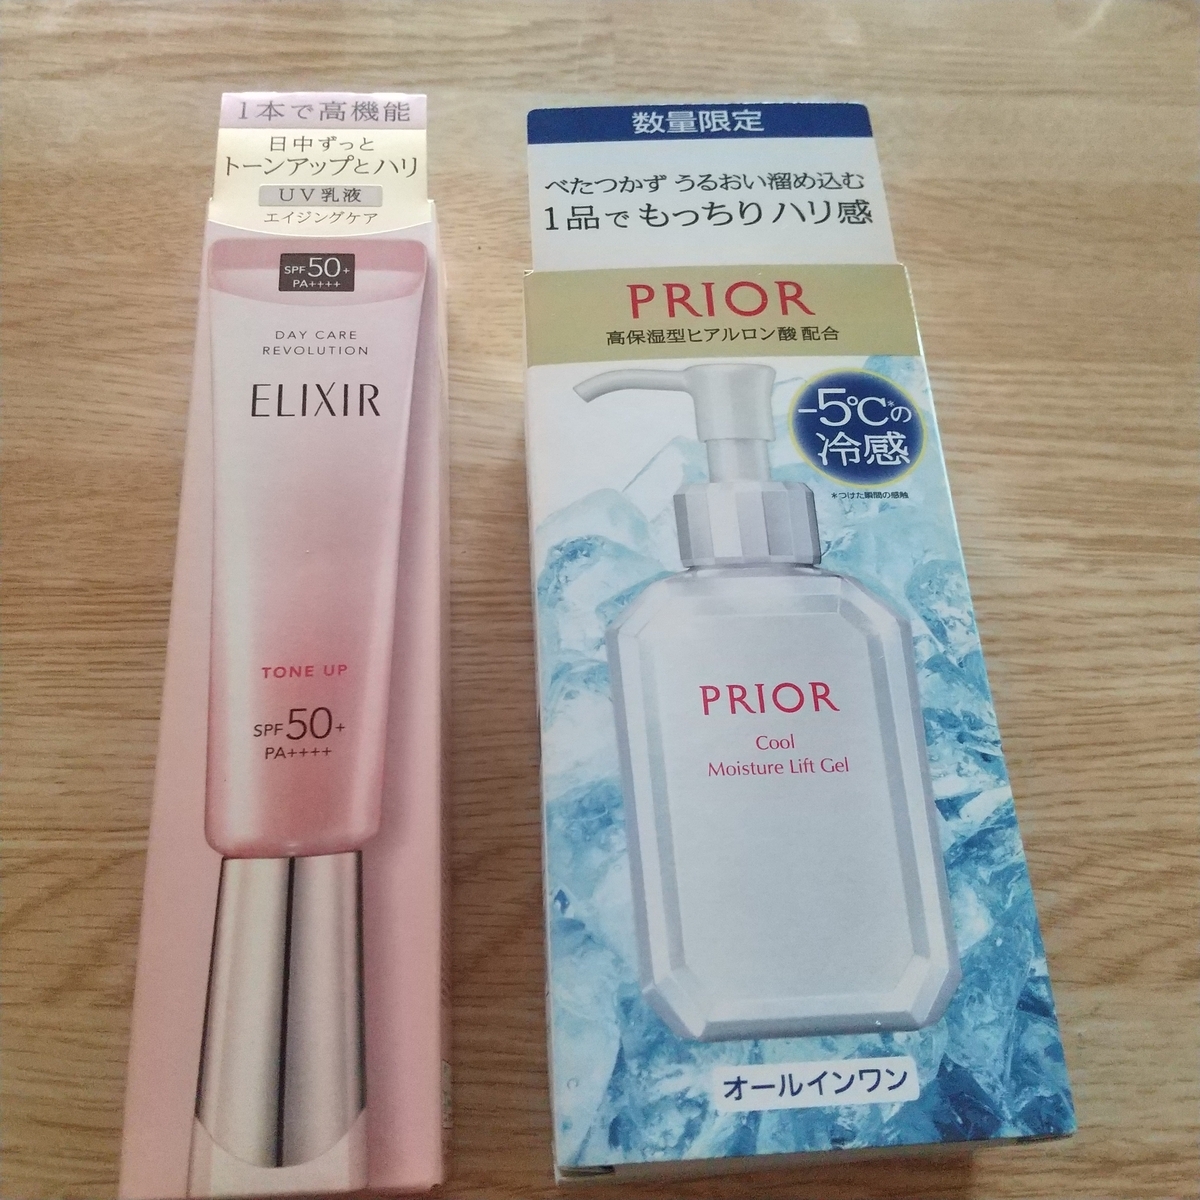 1本で高機能
日中ずっと
トーンアップとハリ
UV乳液
エイジングケア
SPF50+
PA++++
DAY CARE
REVOLUTION
ELIXIR
TONE UP
SPF50+
PA++++
数量限定
べたつかず うるおい溜め込む
1品で もっちりハリ感
PRIOR
高保湿型ヒアルロン酸 配合
-5℃*の
冷感
*つけた瞬間の感触
PRIOR
Cool
Moisture Lift Gel
オールインワン